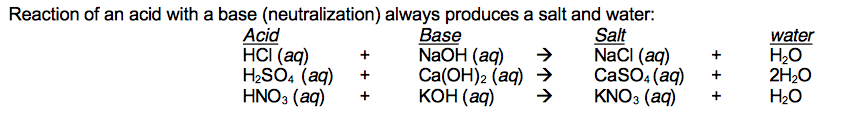 Reaction of an acid with a base (neutralization) always produces a salt and water:
Acid Base Salt water
HCl (aq) + NaOH (aq) → NaCl (aq) + H₂O
H₂SO₄ (aq) + Ca(OH)₂ (aq) → CaSO₄ (aq) + 2H₂O
HNO₃ (aq) + KOH (aq) → KNO₃ (aq) + H₂O